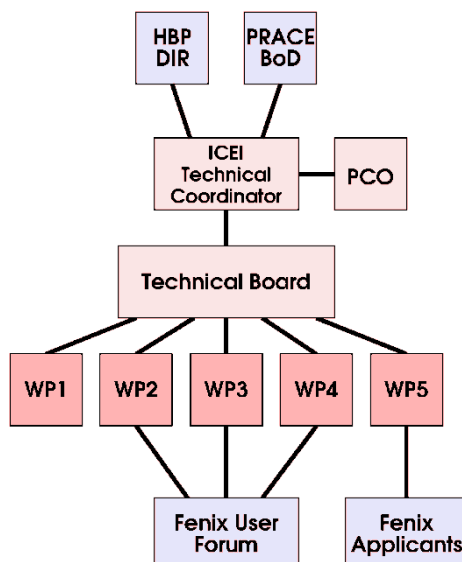 HBP
DIR
PRACE
BoD
ICEI
Technical
Coordinator
PCO
Technical Board
WP1
WP2
WP3
WP4
WP5
Fenix User
Forum
Fenix
Applicants